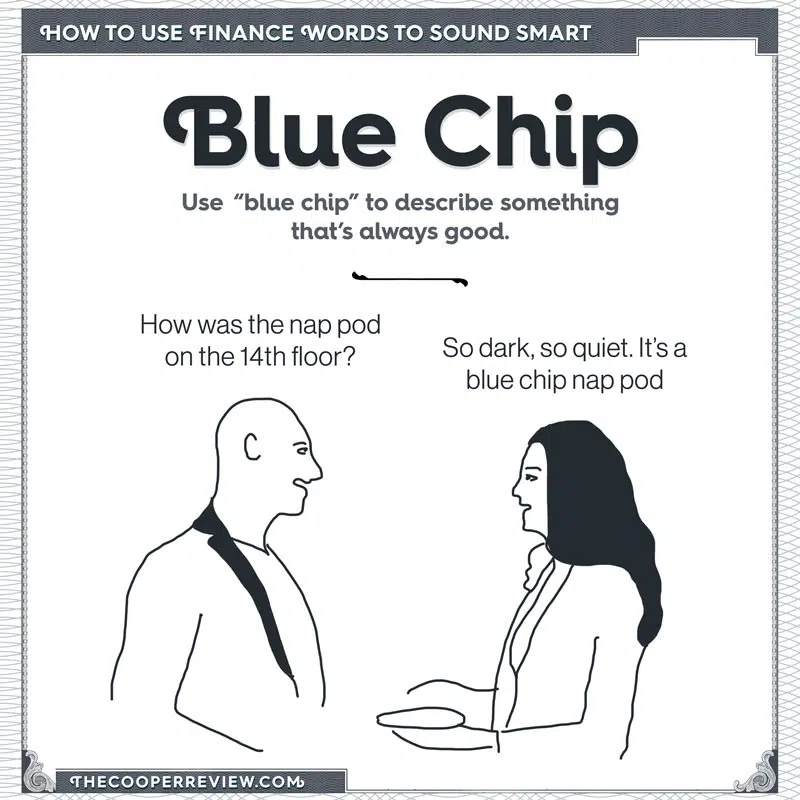 HOW TO USE FINANCE WORDS TO SOUND SMART
Blue Chip
Use “blue chip” to describe something
that’s always good.
How was the nap pod
on the 14th floor?
So dark, so quiet. It’s a
blue chip nap pod
THECOOPERREVIEW.COM